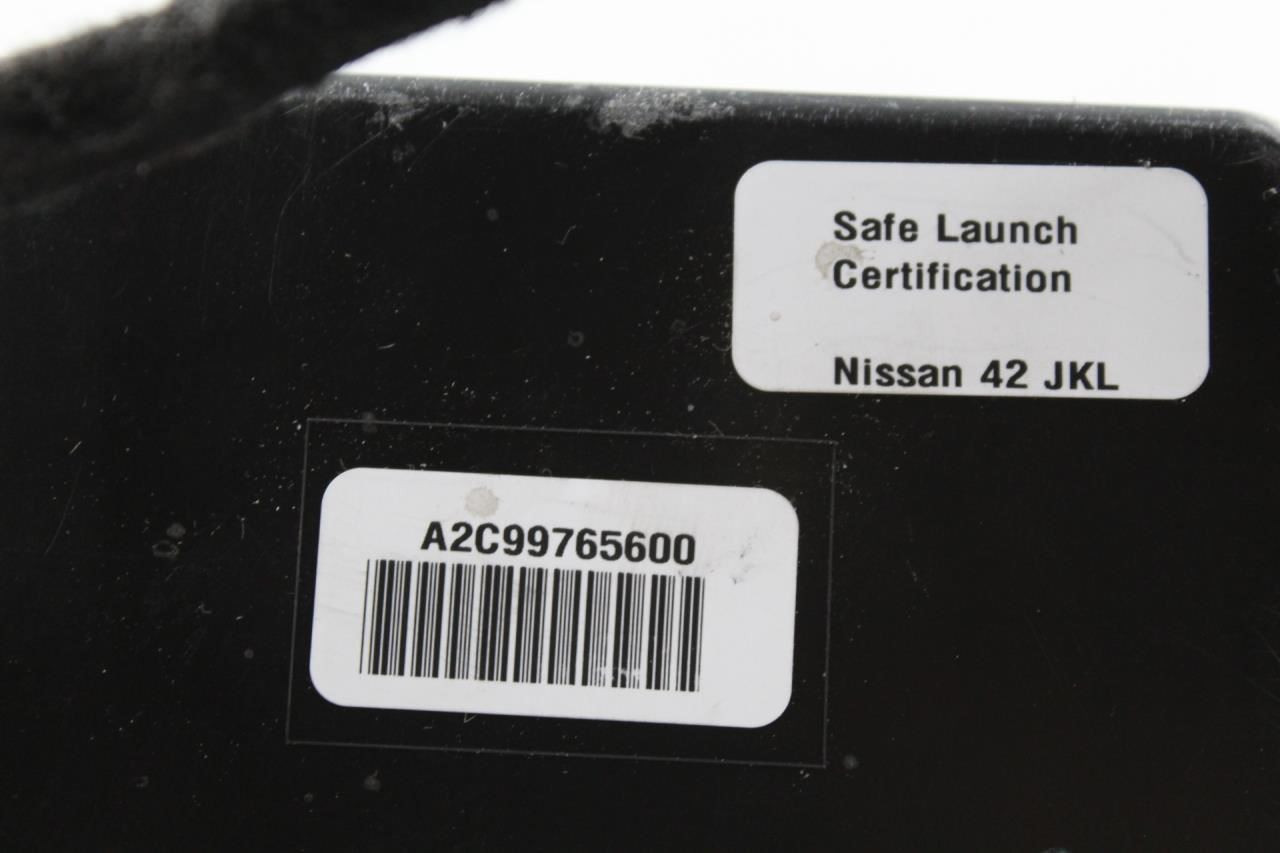 Safe Launch
Certification
Nissan 42 JKL
A2C99765600